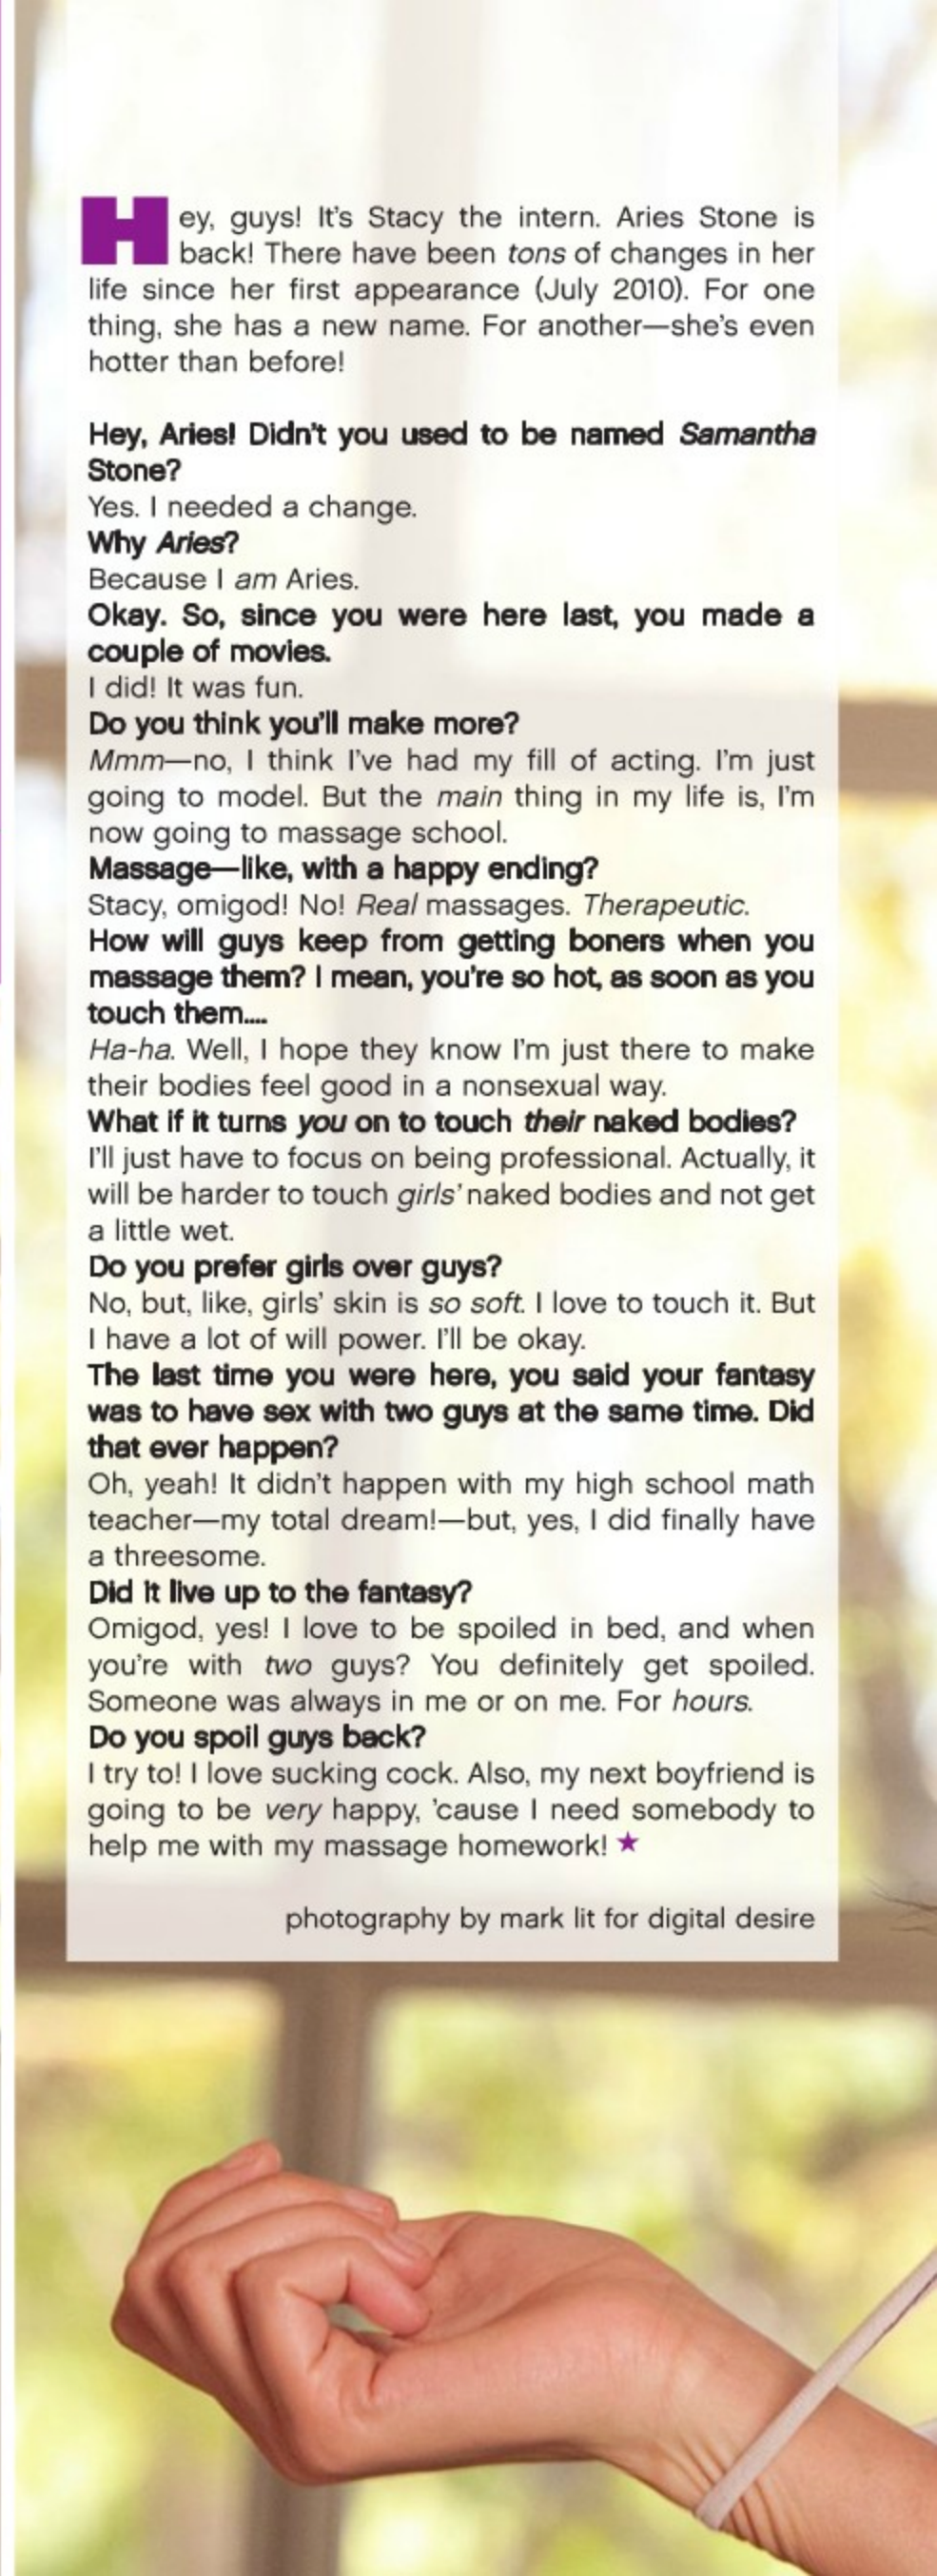 Hey, guys! It's Stacy the intern. Aries Stone is
back! There have been tons of changes in her
life since her first appearance (July 2010). For one
thing, she has a new name. For another—she's even
hotter than before!
Hey, Aries! Didn't you used to be named Samantha
Stone?
Yes. I needed a change.
Why Aries?
Because I am Aries.
Okay. So, since you were here last, you made a
couple of movies.
I did! It was fun.
Do you think you'll make more?
Mmm—no, I think I've had my fill of acting. I'm just
going to model. But the main thing in my life is, I'm
now going to massage school.
Massage—like, with a happy ending?
Stacy, omigod! No! Real massages. Therapeutic.
How will guys keep from getting boners when you
massage them? I mean, you're so hot, as soon as you
touch them....
Ha-ha. Well, I hope they know I'm just there to make
their bodies feel good in a nonsexual way.
What if it turns you on to touch their naked bodies?
I'll just have to focus on being professional. Actually, it
will be harder to touch girls' naked bodies and not get
a little wet.
Do you prefer girls over guys?
No, but, like, girls' skin is so soft. I love to touch it. But
I have a lot of will power. I'll be okay.
The last time you were here, you said your fantasy
was to have sex with two guys at the same time. Did
that ever happen?
Oh, yeah! It didn't happen with my high school math
teacher—my total dream!—but, yes, I did finally have
a threesome.
Did it live up to the fantasy?
Omigod, yes! I love to be spoiled in bed, and when
you're with two guys? You definitely get spoiled.
Someone was always in me or on me. For hours.
Do you spoil guys back?
I try to! I love sucking cock. Also, my next boyfriend is
going to be very happy, 'cause I need somebody to
help me with my massage homework! ★
photography by mark lit for digital desire